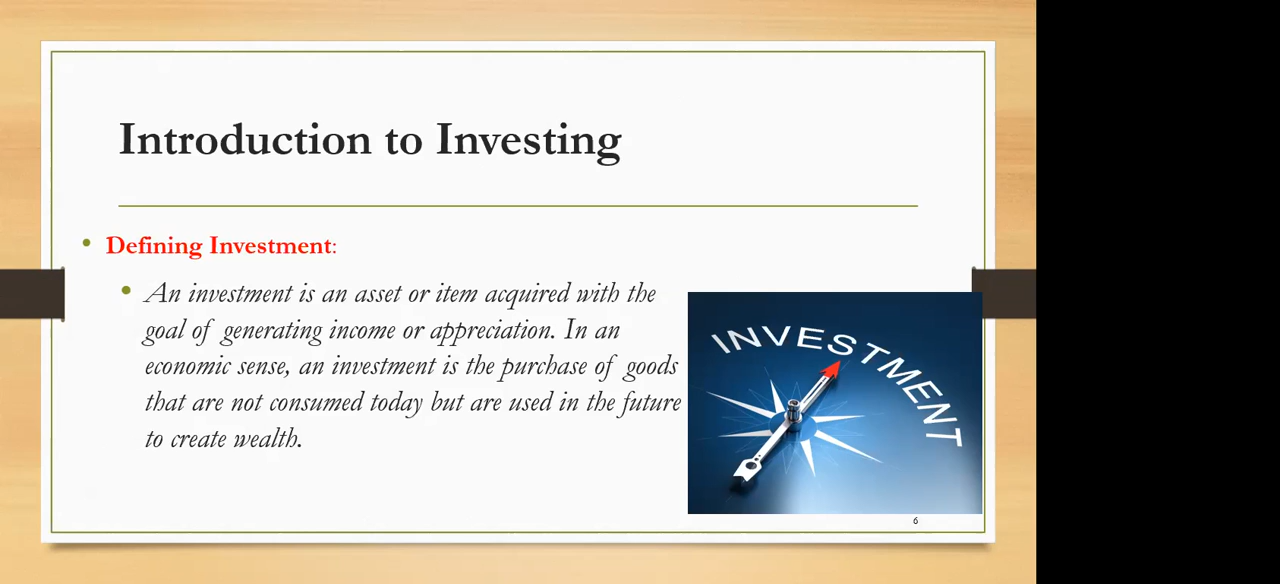 Introduction to Investing
• Defining Investment:
• An investment is an asset or item acquired with the
goal of generating income or appreciation. In an
economic sense, an investment is the purchase of goods
that are not consumed today but are used in the future
to create wealth.
INVESTMENT
6